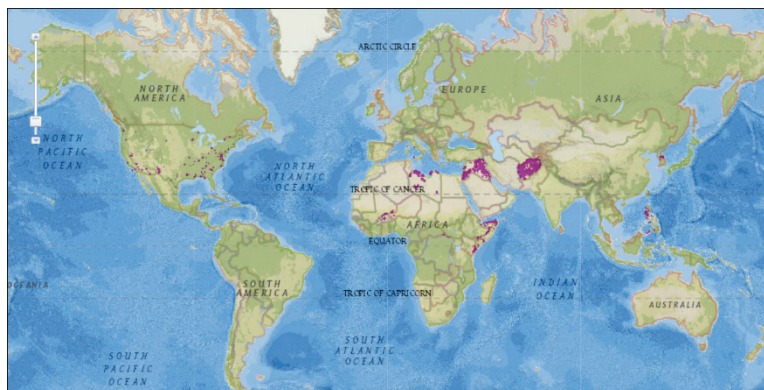 ARCTIC CIRCLE
NORTH
AMERICA
EUROPE
ASIA
NORTH
PACIFIC
OCEAN
NORTH
ATLANTIC
OCEAN
TROPIC OF CANCER
AFRICA
EQUATOR
OCEANIA
SOUTH
AMERICA
TROPIC OF CAPRICORN
INDIAN
OCEAN
AUSTRALIA
SOUTH
ATLANTIC
OCEAN
SOUTH
PACIFIC
OCEAN